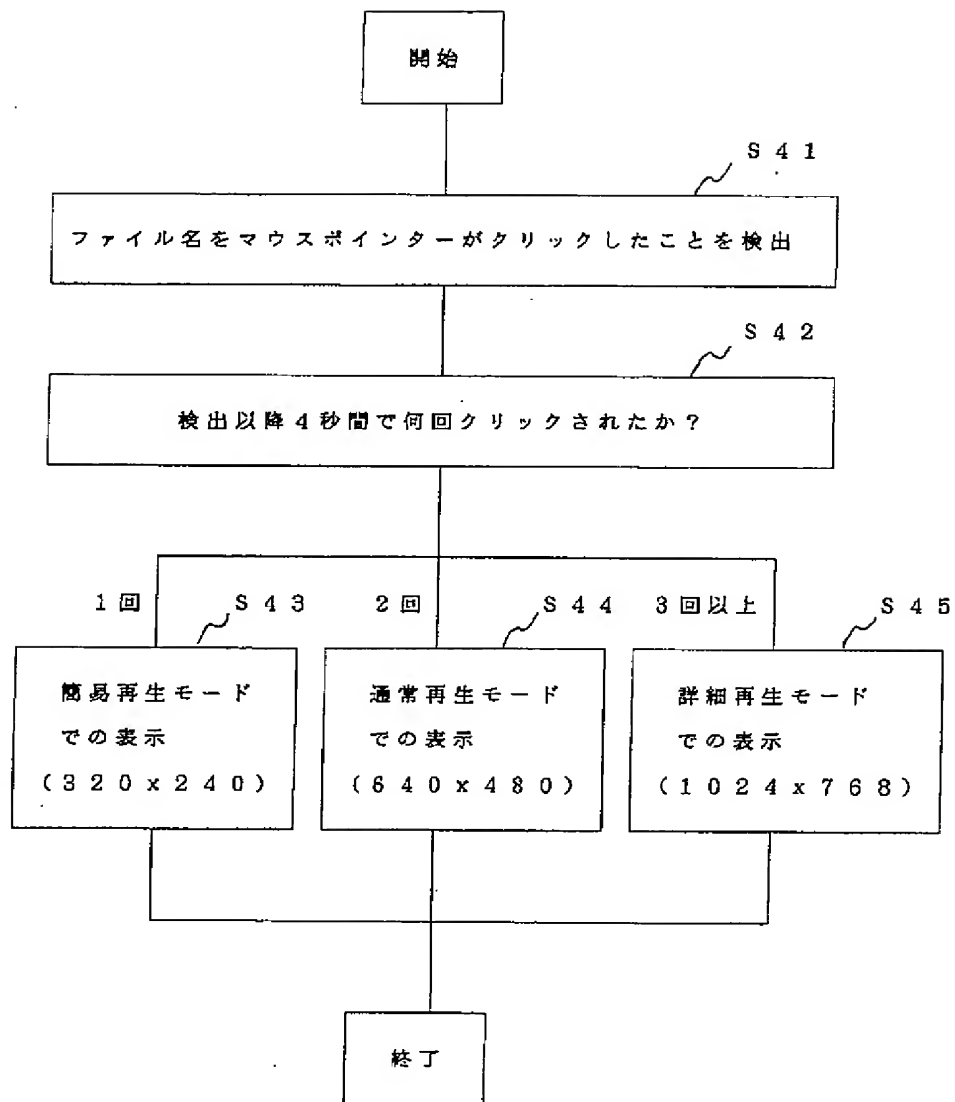 開始
S41
ファイル名をマウスポインターがクリックしたことを検出
S42
検出以降4秒間で何回クリックされたか?
1回
S43
2回
S44
3回以上
S45
簡易再生モード
での表示
(320x240)
通常再生モード
での表示
(640x480)
詳細再生モード
での表示
(1024x768)
終了